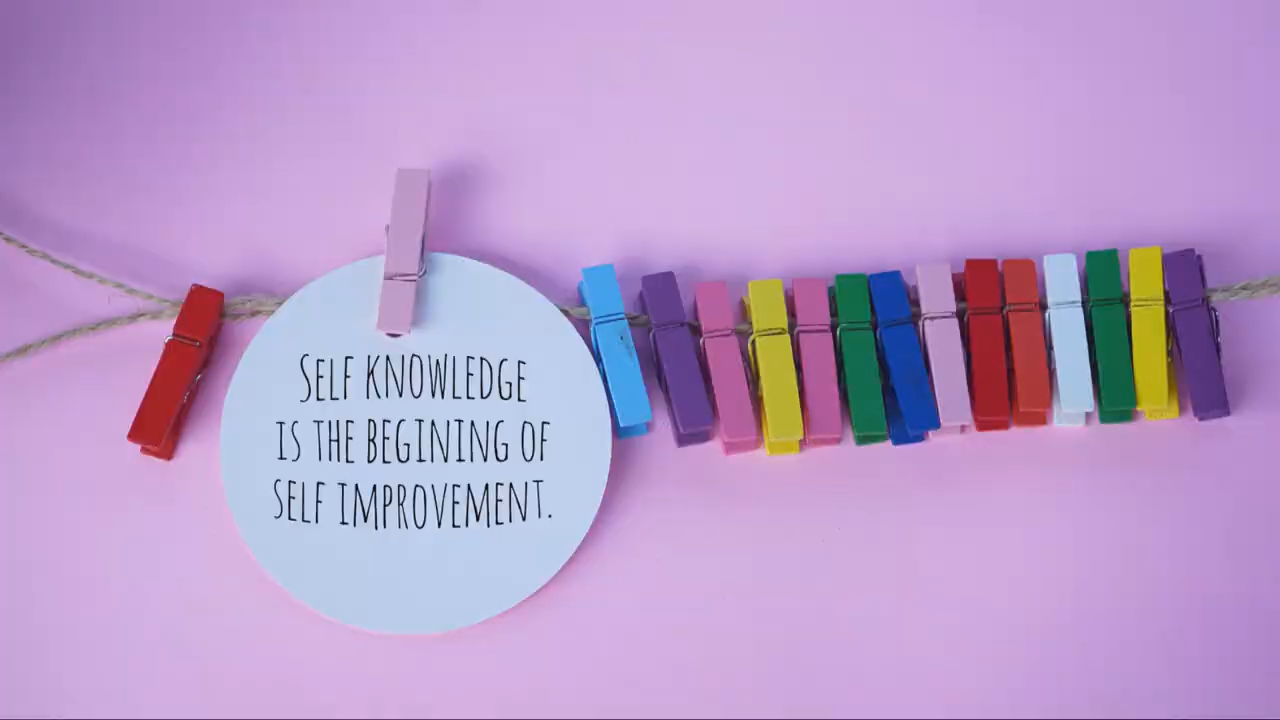 SELF KNOWLEDGE
IS THE BEGINING OF
SELF IMPROVEMENT.